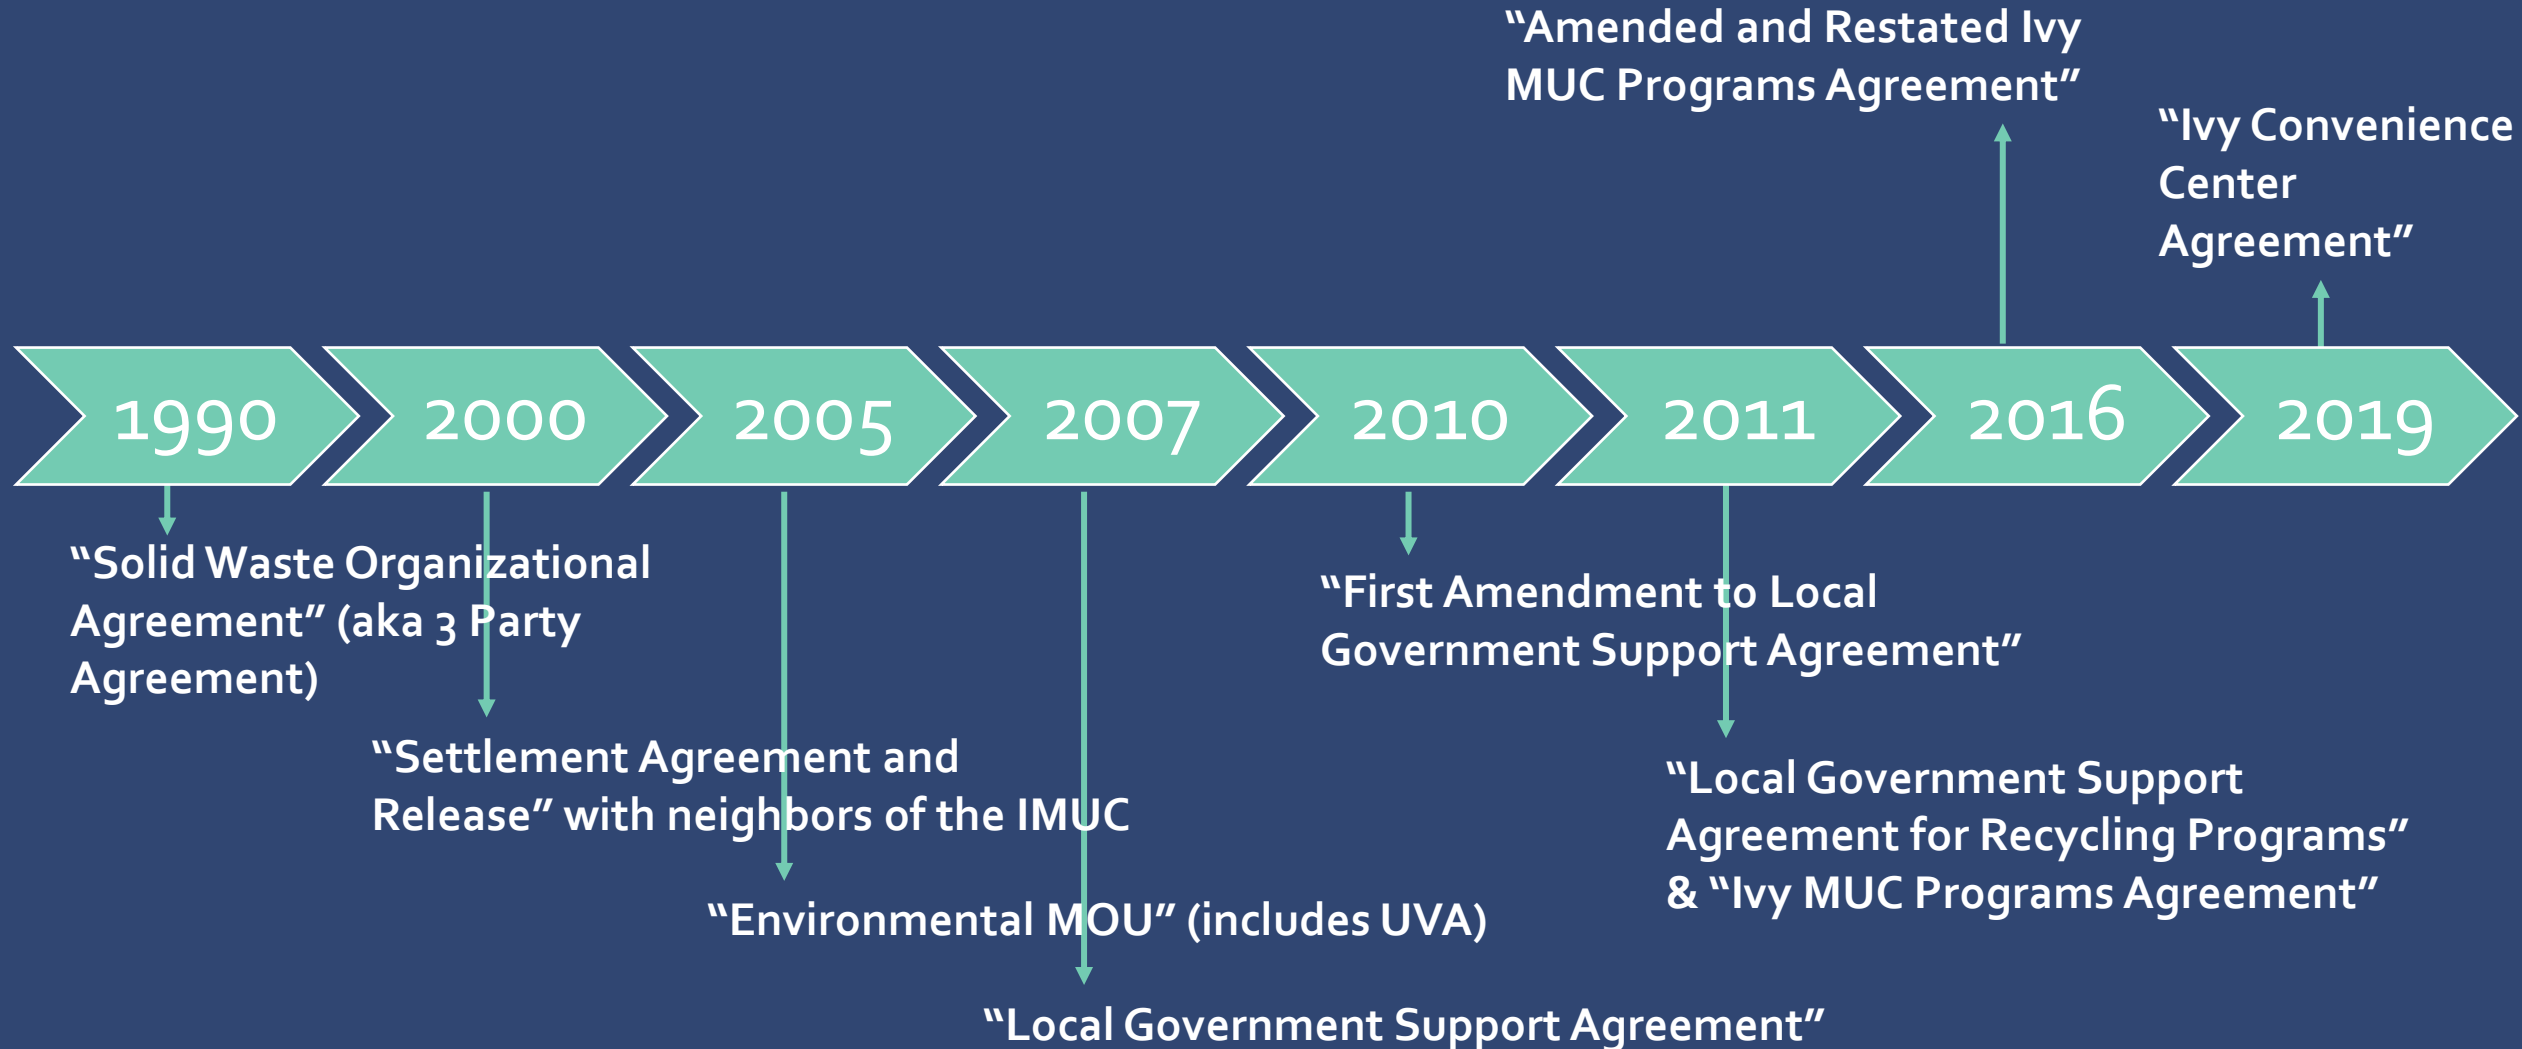 “Amended and Restated Ivy
MUC Programs Agreement”
“Ivy Convenience
Center
Agreement”
1990
2000
2005
2007
2010
2011
2016
2019
“Solid Waste Organizational
Agreement” (aka 3 Party
Agreement)
“First Amendment to Local
Government Support Agreement”
“Settlement Agreement and
Release” with neighbors of the IMUC
“Local Government Support
Agreement for Recycling Programs”
& “Ivy MUC Programs Agreement”
“Environmental MOU” (includes UVA)
“Local Government Support Agreement”